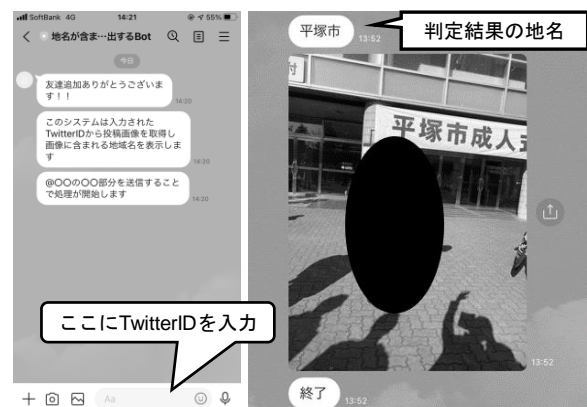 SoftBank 4G 14:21 55%
地名が含ま…出するBot
今日
友達追加ありがとうございま
す！！
14:20
このシステムは入力された
TwitterIDから投稿画像を取得し
画像に含まれる地域名を表示しま
す
14:20
@〇〇の〇〇部分を送信すること
で処理が開始します
14:20
ここにTwitterIDを入力
Aa
平塚市
13:52
判定結果の地名
付
平塚市成人式
13:52
終了
13:52